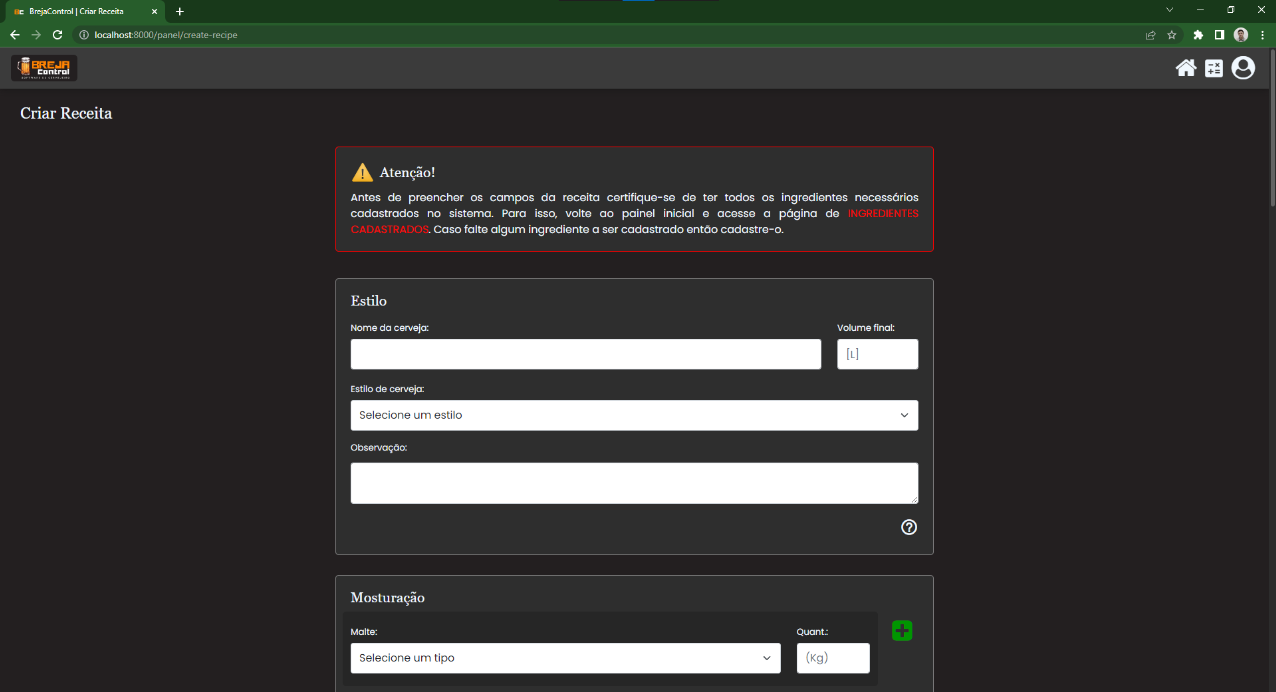 BrejaControl | Criar Receita
localhost:8000/panel/create-recipe
BREJA
Control
Criar Receita
Atenção!
Antes de preencher os campos da receita certifique-se de ter todos os ingredientes necessários
cadastrados no sistema. Para isso, volte ao painel inicial e acesse a página de INGREDIENTES
CADASTRADOS. Caso falte algum ingrediente a ser cadastrado então cadastre-o.
Estilo
Nome da cerveja: Volume final:
[L]
Estilo de cerveja:
Selecione um estilo
Observação:
Mosturação
Malte: Quant.:
Selecione um tipo (Kg)